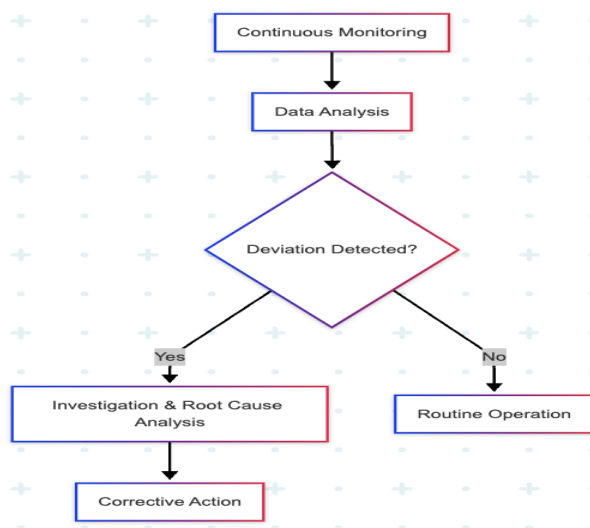 Continuous Monitoring
Data Analysis
Deviation Detected?
Yes
No
Investigation & Root Cause
Analysis
Routine Operation
Corrective Action